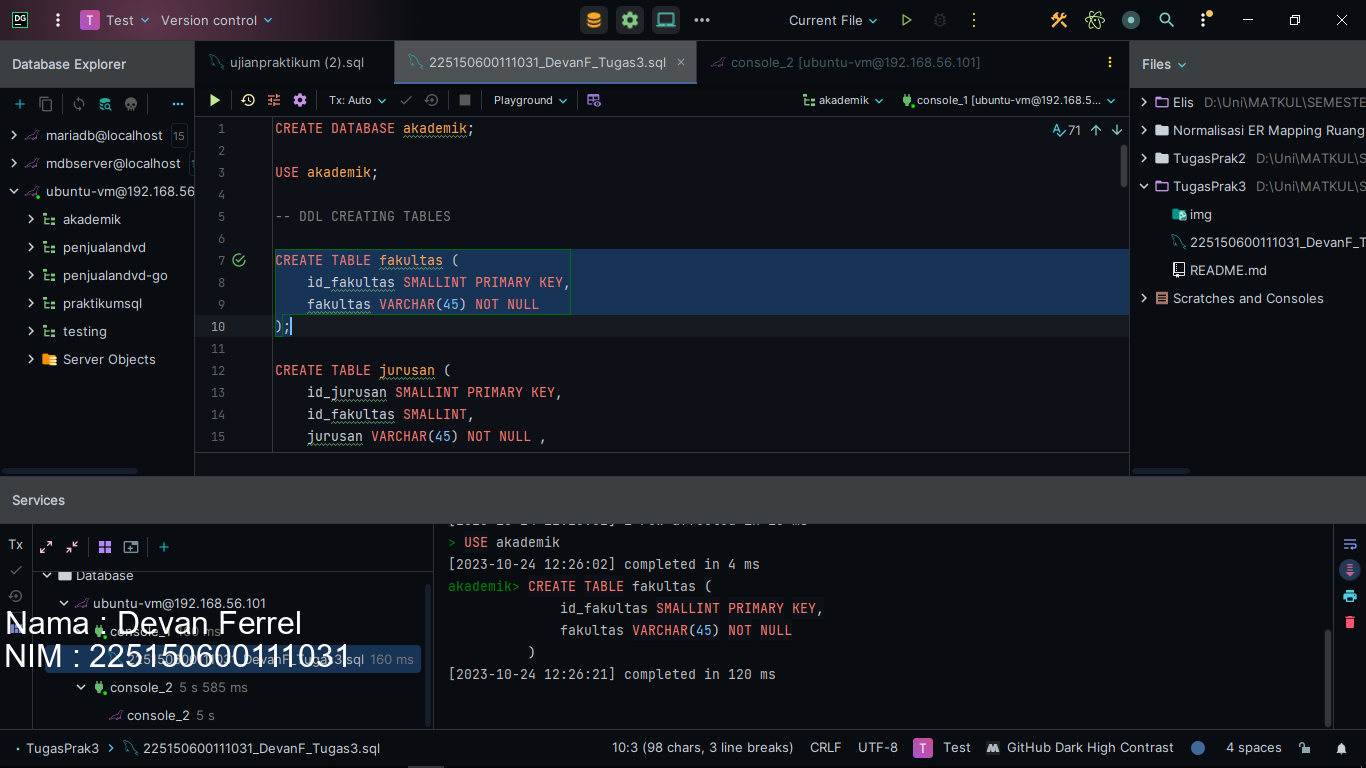 DG
T Test Version control Current File
Database Explorer
ujianpraktikum (2).sql 225150600111031_DevanF_Tugas3.sql console_2 [ubuntu-vm@192.168.56.101]
Files
Tx: Auto Playground akademik console_1 [ubuntu-vm@192.168.5...
mariadb@localhost 15
mdbserver@localhost
ubuntu-vm@192.168.56
akademik
penjualandvd
penjualandvd-go
praktikumsql
testing
Server Objects
71
1 CREATE DATABASE akademik;
2
3 USE akademik;
4
5 -- DDL CREATING TABLES
6
7 CREATE TABLE fakultas (
8 id_fakultas SMALLINT PRIMARY KEY,
9 fakultas VARCHAR(45) NOT NULL
10 );
11
12 CREATE TABLE jurusan (
13 id_jurusan SMALLINT PRIMARY KEY,
14 id_fakultas SMALLINT,
15 jurusan VARCHAR(45) NOT NULL ,
Elis D:\Uni\MATKUL\SEMESTE
Normalisasi ER Mapping Ruang
TugasPrak2 D:\Uni\MATKUL\S
TugasPrak3 D:\Uni\MATKUL\S
img
225150600111031_DevanF_T
README.md
Scratches and Consoles
Services
Tx
Database
ubuntu-vm@192.168.56.101
console_1
225150600111031_DevanF_Tugas3.sql 160 ms
console_2 5 s 585 ms
console_2 5 s
Nama : Devan Ferrel
NIM : 225150600111031
> USE akademik
[2023-10-24 12:26:02] completed in 4 ms
akademik> CREATE TABLE fakultas (
id_fakultas SMALLINT PRIMARY KEY,
fakultas VARCHAR(45) NOT NULL
)
[2023-10-24 12:26:21] completed in 120 ms
TugasPrak3 225150600111031_DevanF_Tugas3.sql 10:3 (98 chars, 3 line breaks) CRLF UTF-8 T Test GitHub Dark High Contrast 4 spaces